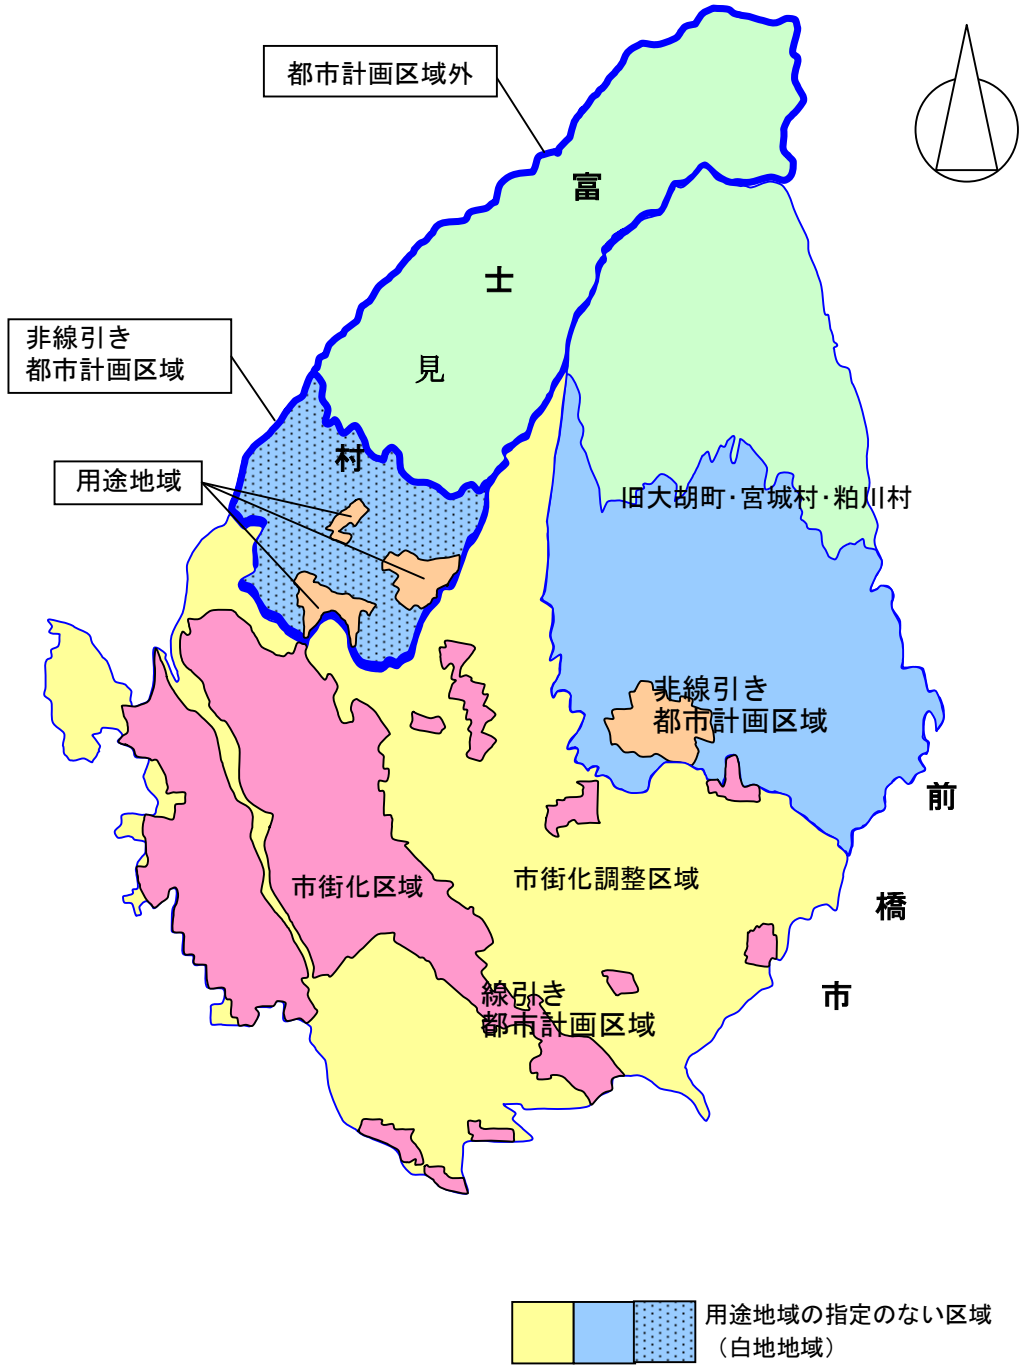 都市計画区域外
富
士
見
村
非線引き
都市計画区域
用途地域
旧大胡町・宮城村・粕川村
非線引き
都市計画区域
前
橋
市
市街化区域
市街化調整区域
線引き
都市計画区域
用途地域の指定のない区域
（白地地域）